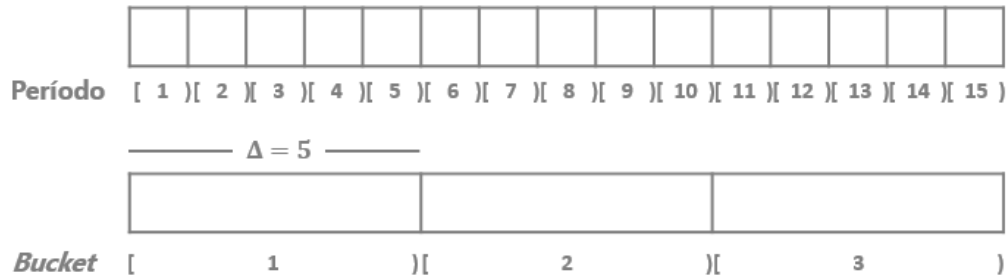 Período [ 1 )[ 2 )[ 3 )[ 4 )[ 5 )[ 6 )[ 7 )[ 8 )[ 9 )[ 10 )[ 11 )[ 12 )[ 13 )[ 14 )[ 15 )
Δ = 5
Bucket [ 1 )[ 2 )[ 3 )